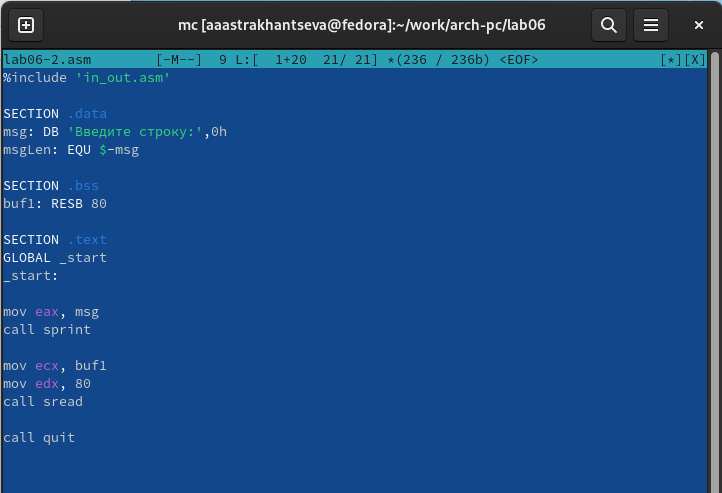 mc [aaastrakhantseva@fedora]:~/work/arch-pc/lab06
lab06-2.asm [-M--] 9 L:[ 1+20 21/ 21] *(236 / 236b) <EOF> [*][X]
%include 'in_out.asm'
SECTION .data
msg: DB 'Введите строку:',0h
msgLen: EQU $-msg
SECTION .bss
buf1: RESB 80
SECTION .text
GLOBAL _start
_start:
mov eax, msg
call sprint
mov ecx, buf1
mov edx, 80
call sread
call quit